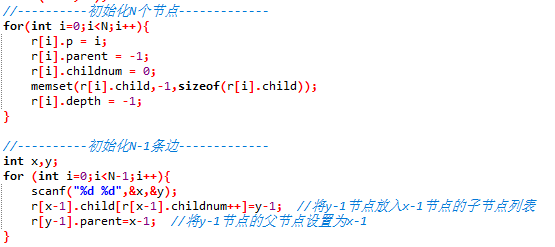 //----------初始化N个节点-------------
for(int i=0;i<N;i++){
r[i].p = i;
r[i].parent = -1;
r[i].childnum = 0;
memset(r[i].child,-1,sizeof(r[i].child));
r[i].depth = -1;
}
//----------初始化N-1条边-------------
int x,y;
for (int i=0;i<N-1;i++){
scanf("%d %d",&x,&y);
r[x-1].child[r[x-1].childnum++]=y-1; //将y-1节点放入x-1节点的子节点列表
r[y-1].parent=x-1; //将y-1节点的父节点设置为x-1
}